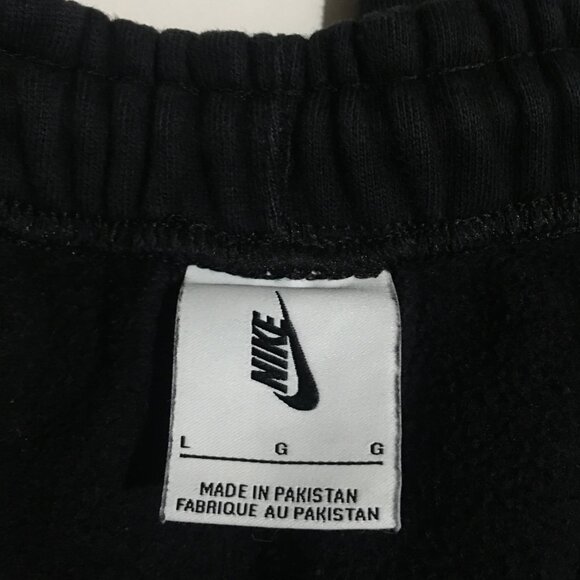 NIKE
L G G
MADE IN PAKISTAN
FABRIQUE AU PAKISTAN